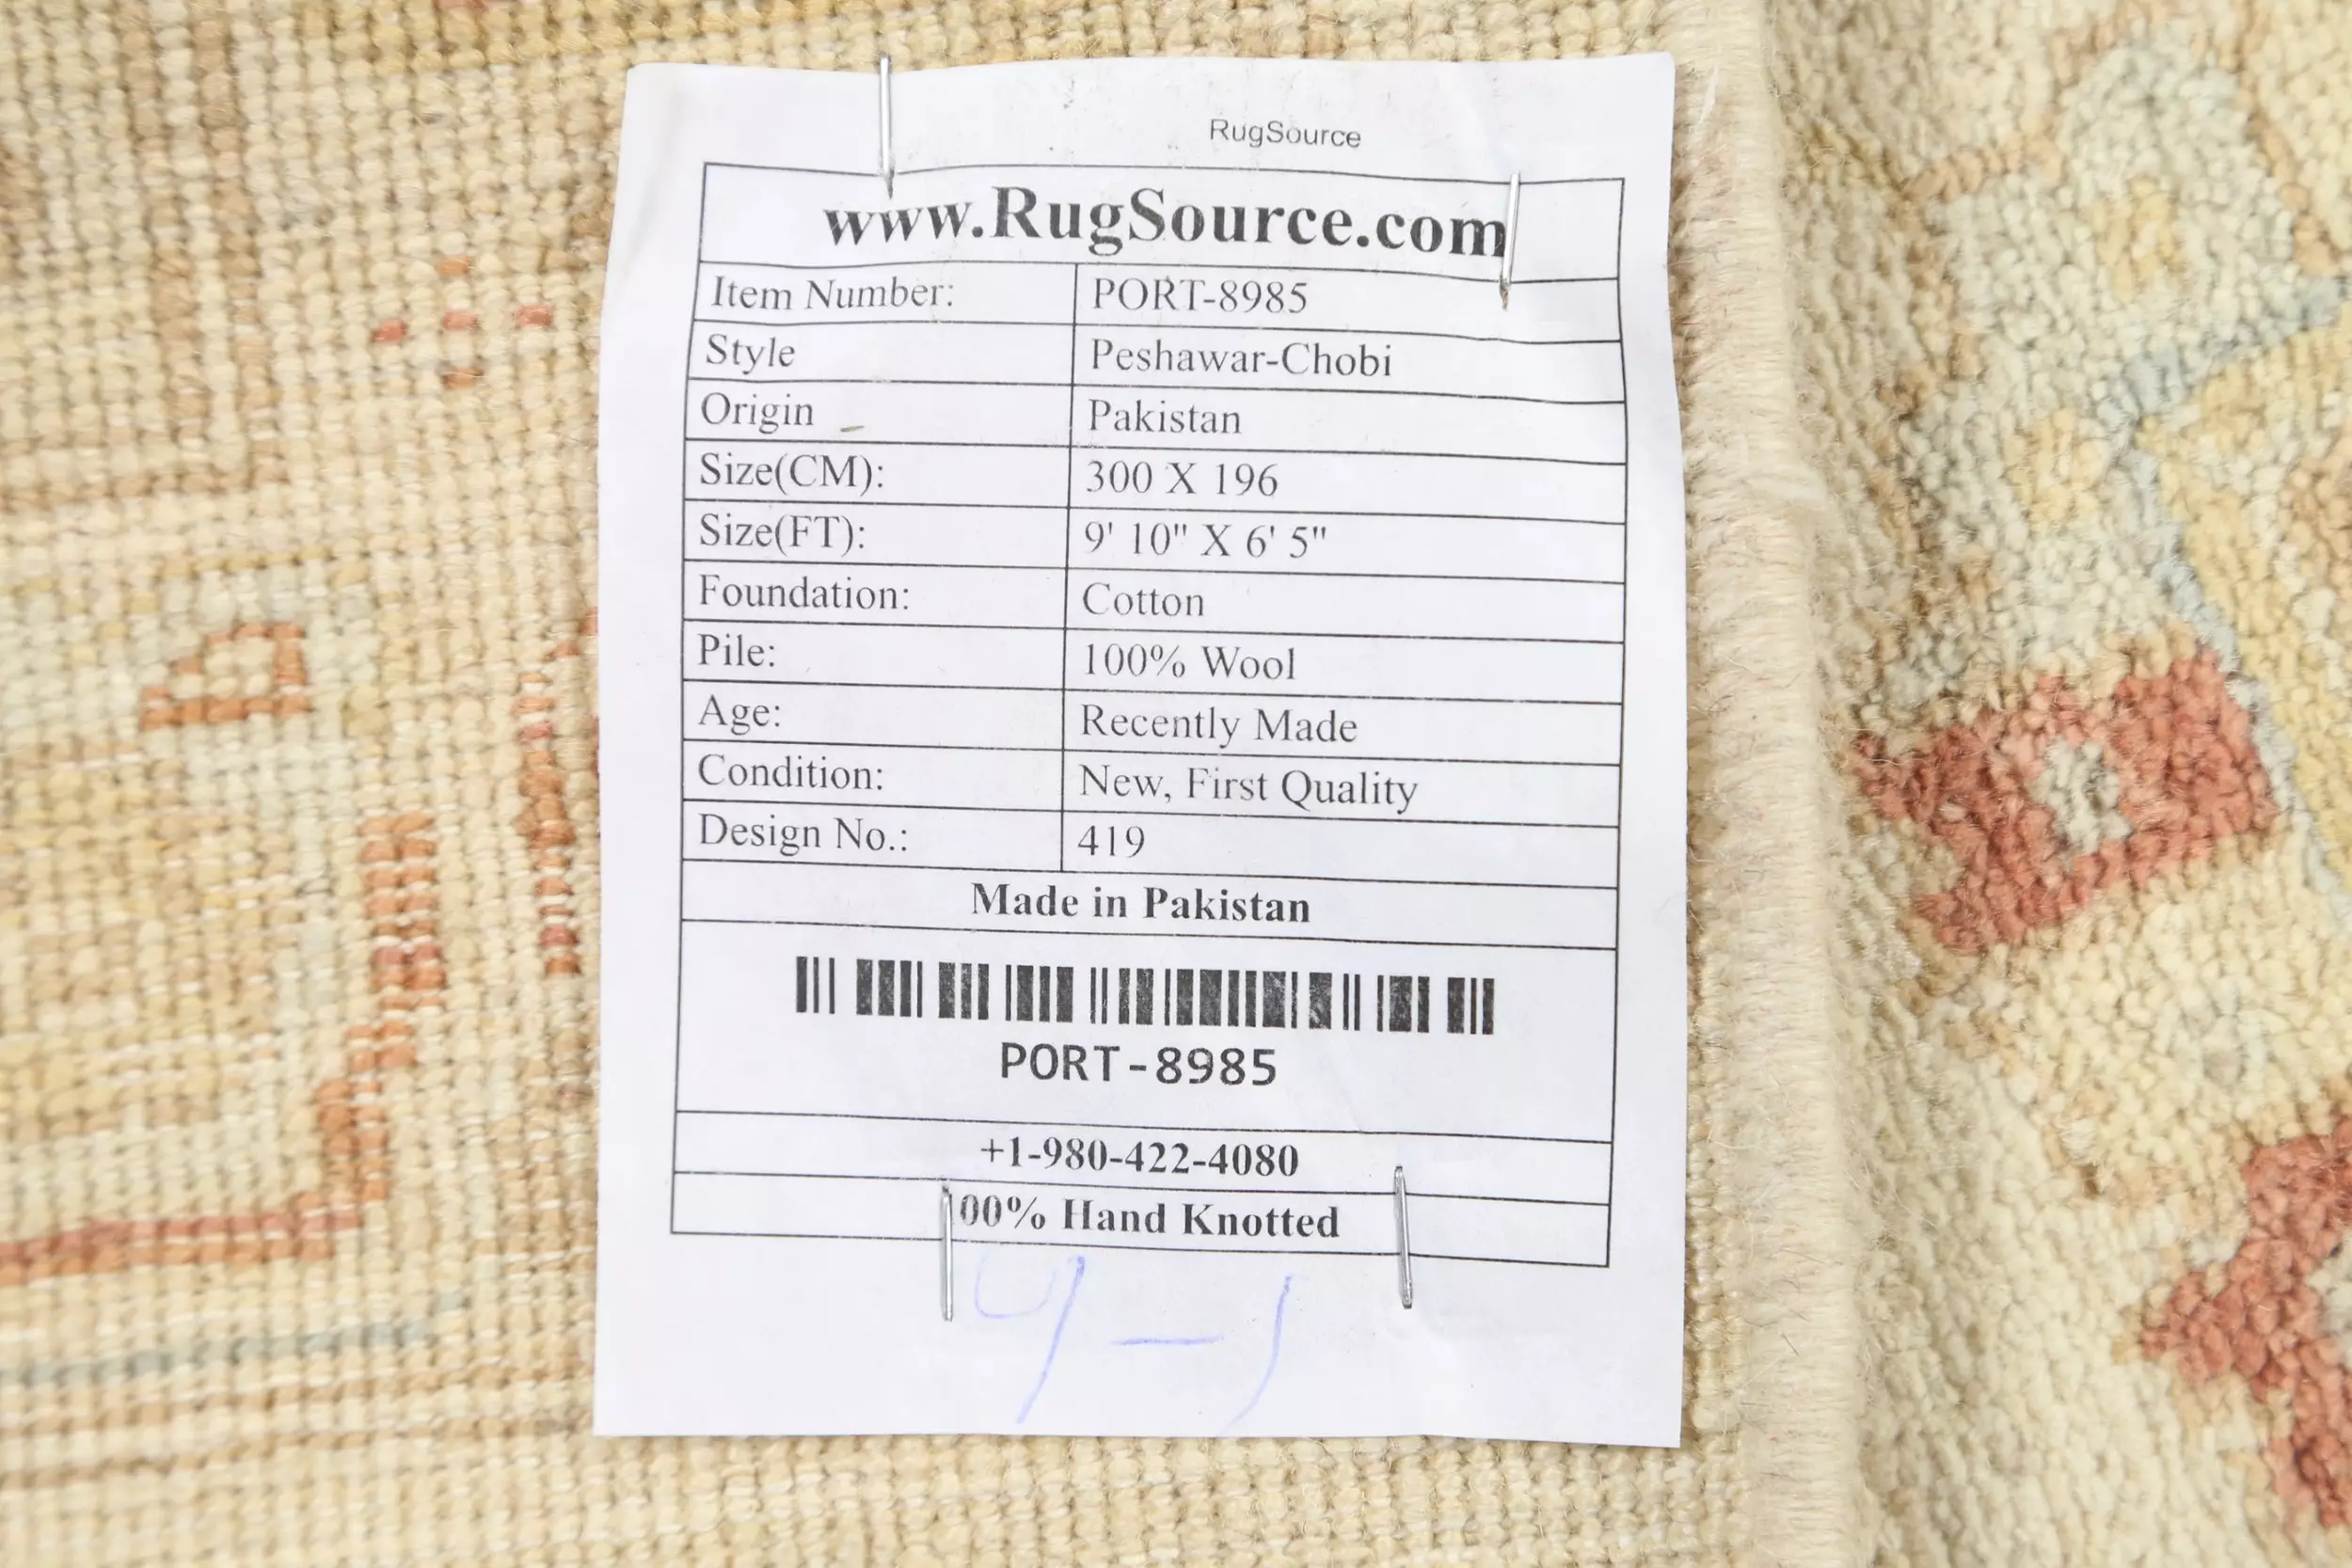 RugSource
www.RugSource.com
Item Number: PORT-8985
Style Peshawar-Chobi
Origin Pakistan
Size(CM): 300 X 196
Size(FT): 9' 10" X 6' 5"
Foundation: Cotton
Pile: 100% Wool
Age: Recently Made
Condition: New, First Quality
Design No.: 419
Made in Pakistan
PORT-8985
+1-980-422-4080
100% Hand Knotted